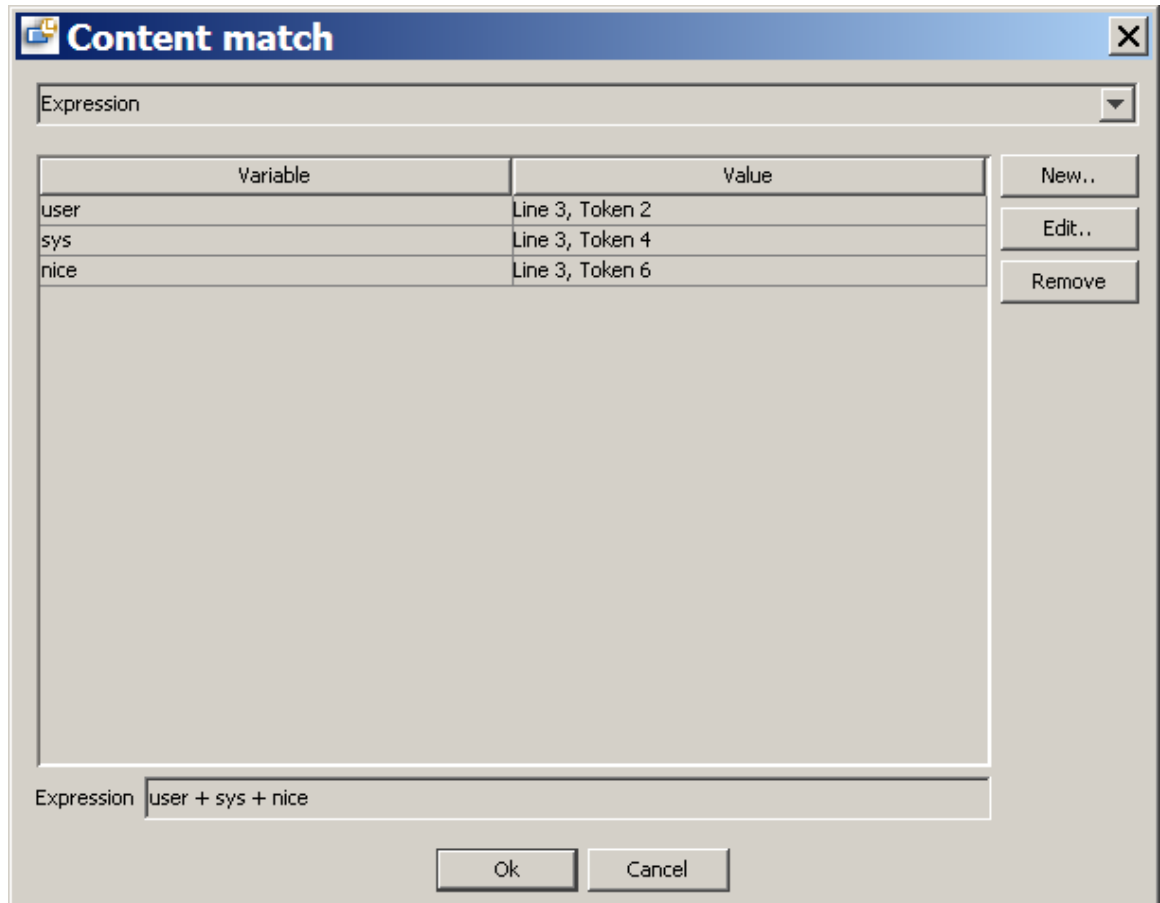 Content match
Expression
Variable Value New..
user Line 3, Token 2
sys Line 3, Token 4 Edit..
nice Line 3, Token 6
Remove
Expression user + sys + nice
Ok Cancel